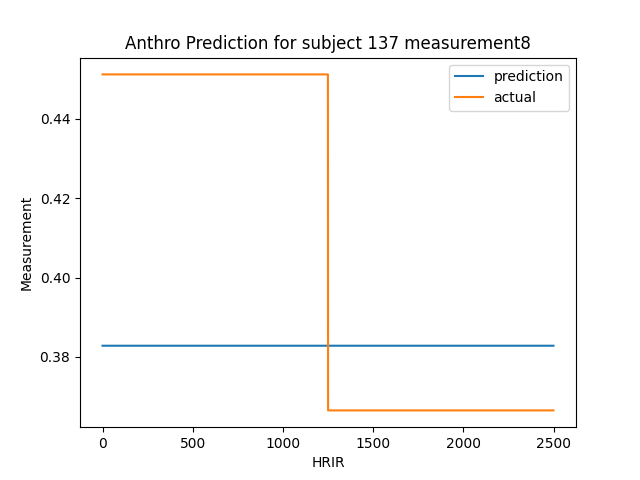 Anthro Prediction for subject 137 measurement8
prediction
actual
0.44
0.42
0.40
0.38
Measurement
0 500 1000 1500 2000 2500
HRIR